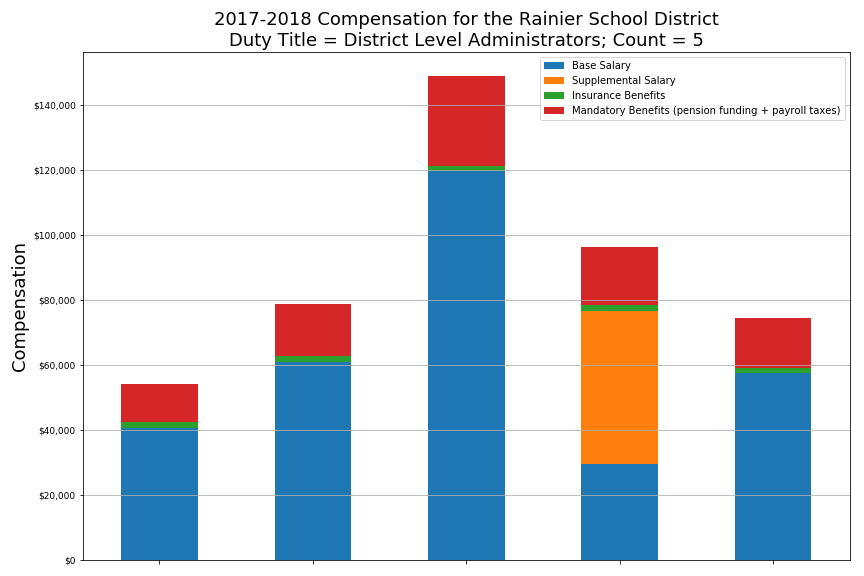 2017-2018 Compensation for the Rainier School District
Duty Title = District Level Administrators; Count = 5
Base Salary
Supplemental Salary
Insurance Benefits
Mandatory Benefits (pension funding + payroll taxes)
Compensation
$140,000
$120,000
$100,000
$80,000
$60,000
$40,000
$20,000
$0